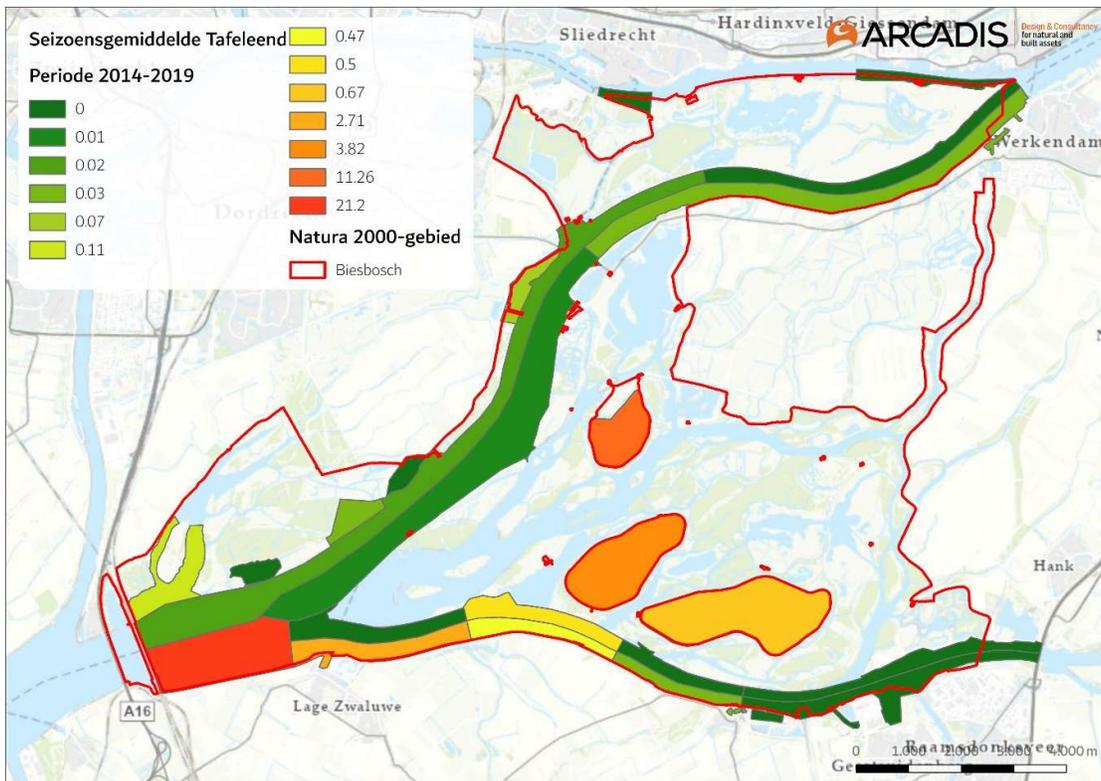 Seizoensgemiddelde Tafeleend
Periode 2014-2019
0
0.01
0.02
0.03
0.07
0.11
0.47
0.5
0.67
2.71
3.82
11.26
21.2
Natura 2000-gebied
Biesbosch
Hardinxveld-Giessendam
Sliedrecht
ARCADIS
Design & Consultancy
for natural and
built assets
Werkendam
Dordrecht
Hank
Lage Zwaluwe
A16
Raamsdonksveer
0 1.000 2.000 3.000 4.000 m